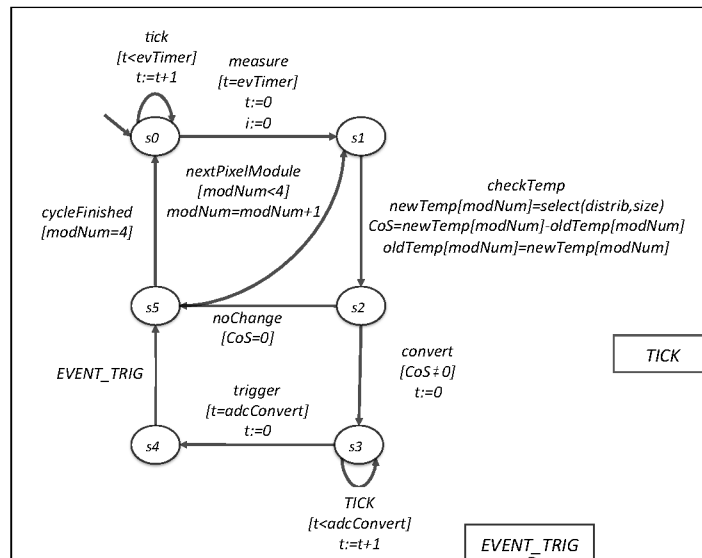 tick
[t<evTimer]
t:=t+1
measure
[t=evTimer]
t:=0
i:=0
s0
s1
nextPixelModule
[modNum<4]
modNum=modNum+1
cycleFinished
[modNum=4]
checkTemp
newTemp[modNum]=select(distrib,size)
CoS=newTemp[modNum]-oldTemp[modNum]
oldTemp[modNum]=newTemp[modNum]
s5
s2
noChange
[CoS=0]
convert
[CoS≠0]
t:=0
TICK
EVENT_TRIG
trigger
[t=adcConvert]
t:=0
s4
s3
TICK
[t<adcConvert]
t:=t+1
EVENT_TRIG